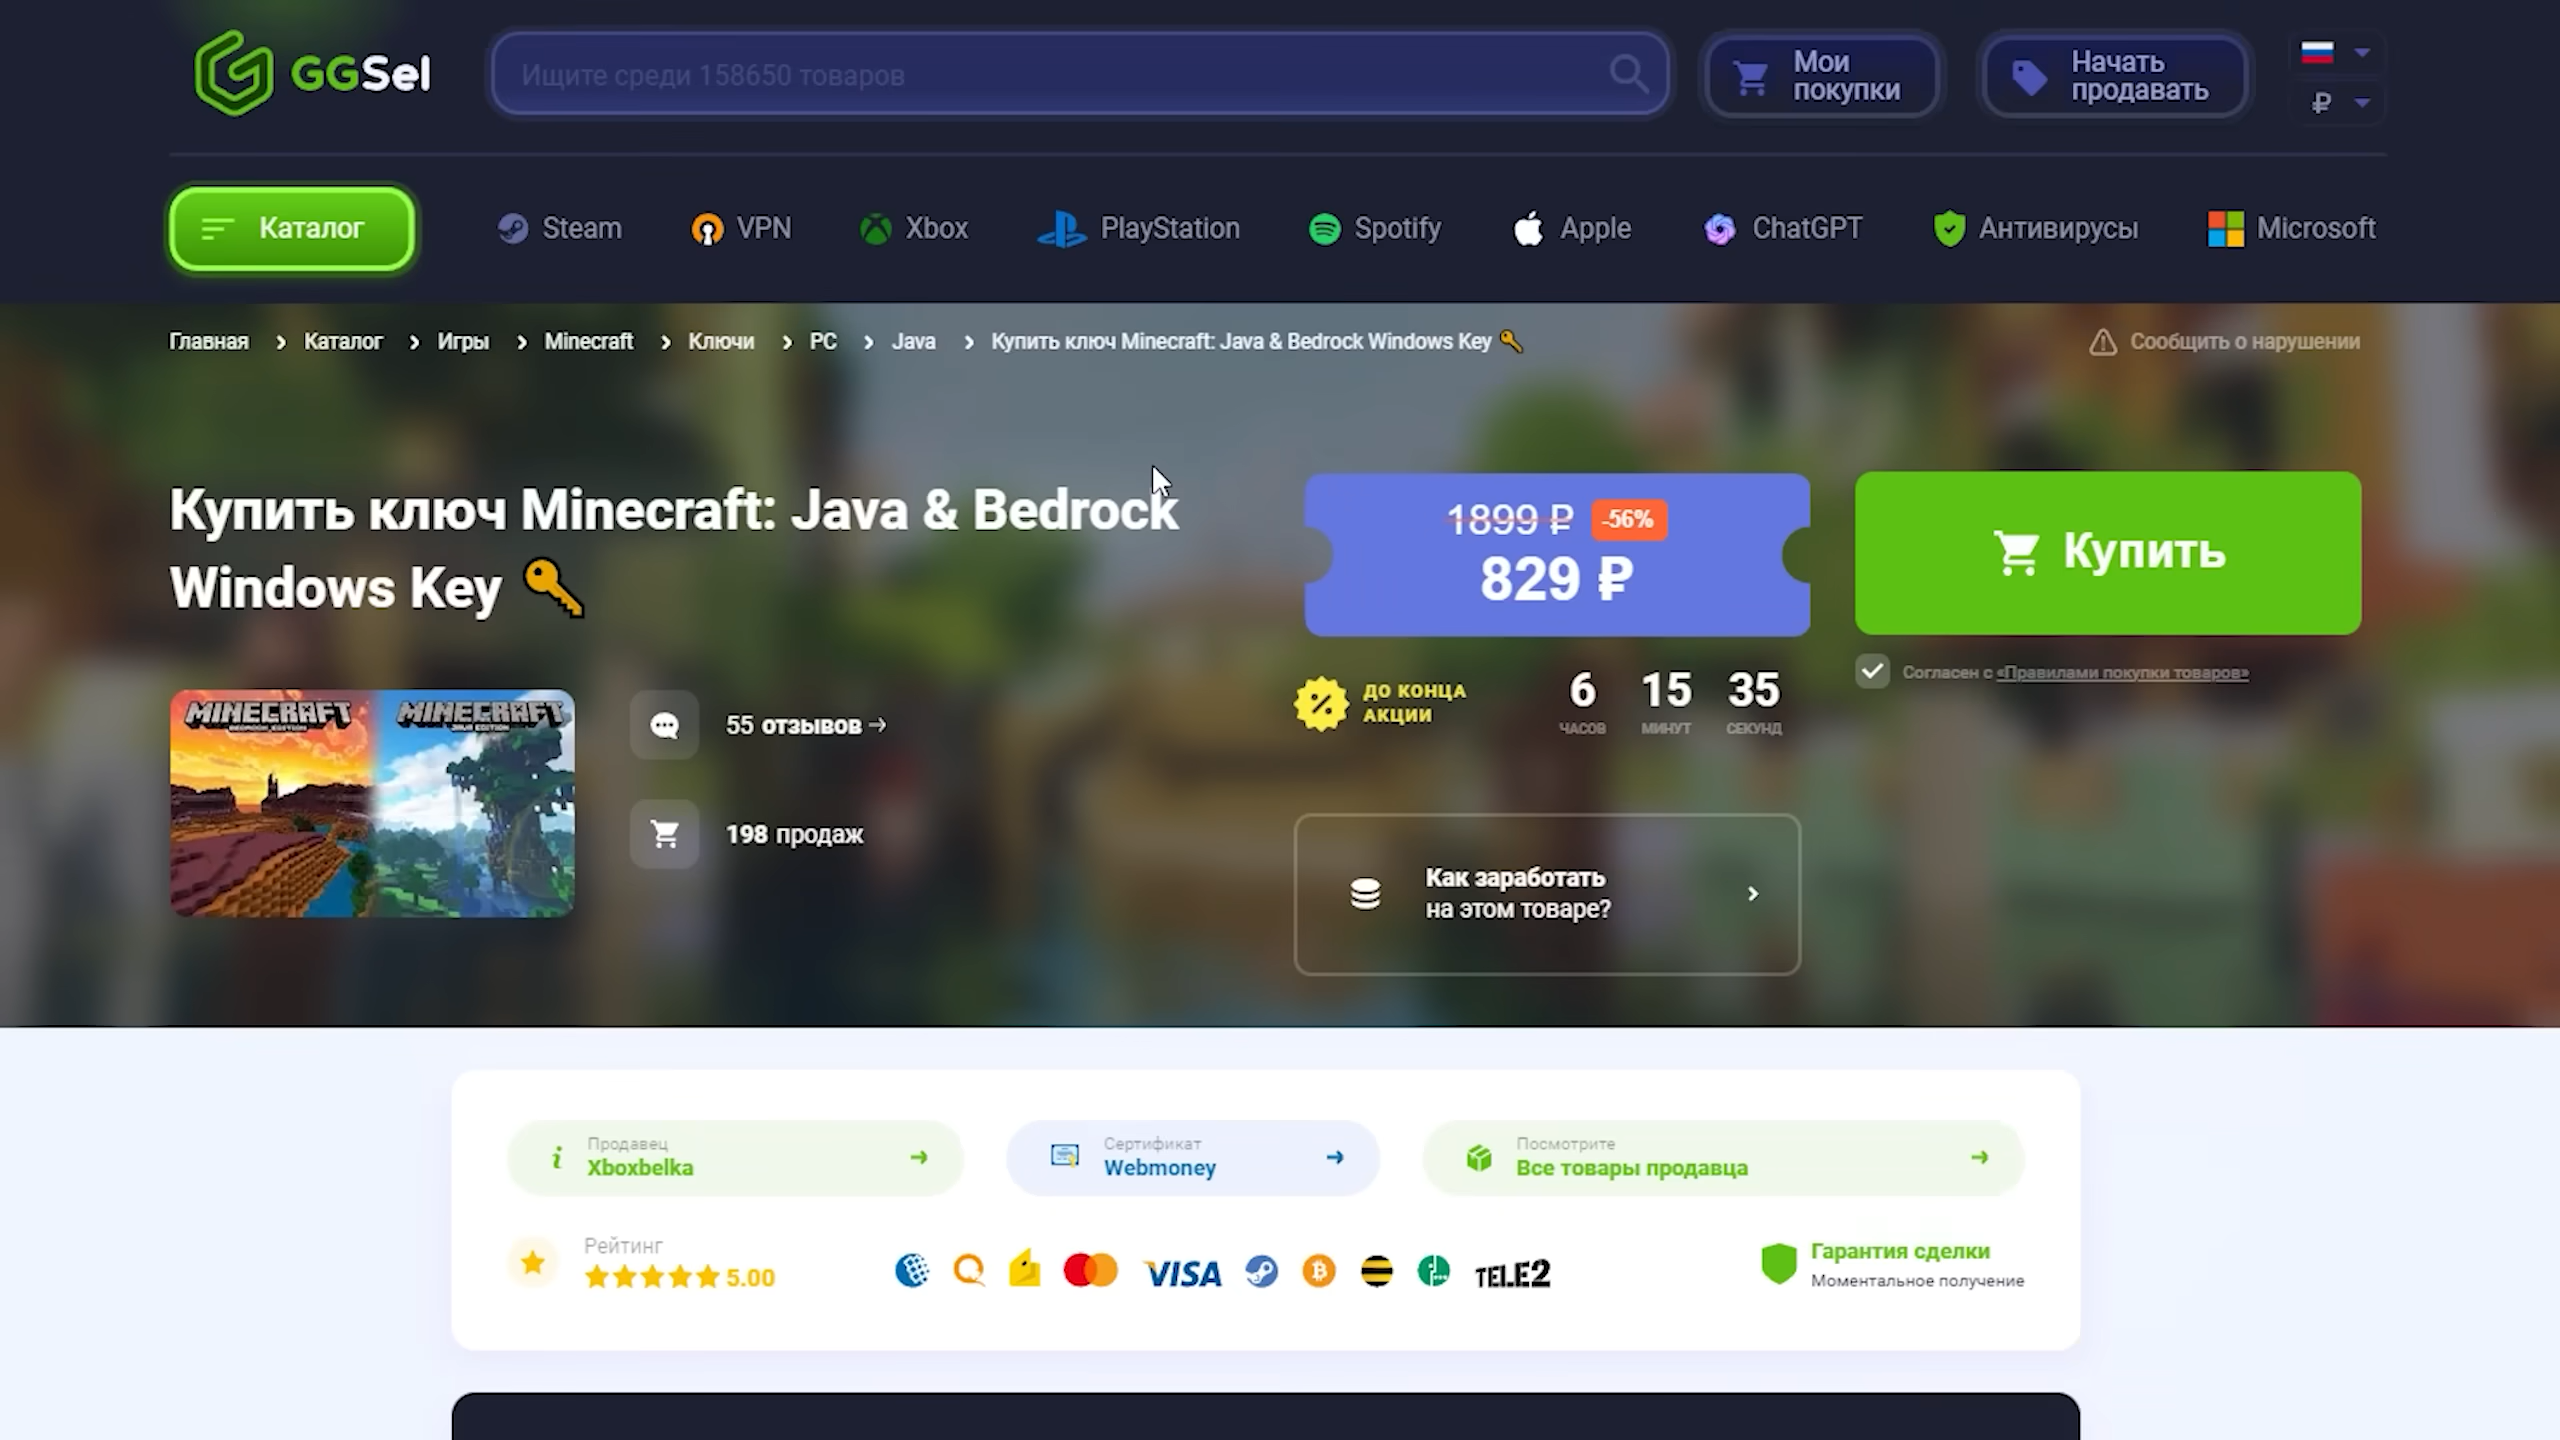 GGSel
Ищите среди 158650 товаров
Мои
покупки
Начать
продавать
₽
Каталог
Steam
VPN
Xbox
PlayStation
Spotify
Apple
ChatGPT
Антивирусы
Microsoft
Главная › Каталог › Игры › Minecraft › Ключи › PC › Java › Купить ключ Minecraft: Java & Bedrock Windows Key
Сообщить о нарушении
Купить ключ Minecraft: Java & Bedrock
Windows Key
1899 ₽ -56%
829 ₽
Купить
Согласен с «Правилами покупки товаров»
ДО КОНЦА
АКЦИИ
6 15 35
ЧАСОВ МИНУТ СЕКУНД
MINECRAFT
BEDROCK EDITION
MINECRAFT
JAVA EDITION
55 отзывов →
198 продаж
Как заработать
на этом товаре?
Продавец
Xboxbelka
Сертификат
Webmoney
Посмотрите
Все товары продавца
Рейтинг
5.00
VISA
TELE2
Гарантия сделки
Моментальное получение